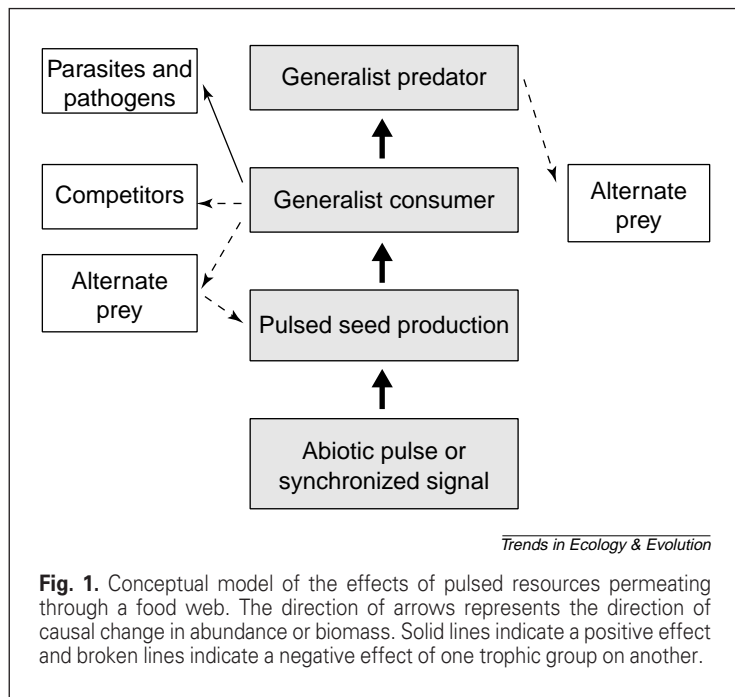 Parasites and
pathogens
Generalist predator
Competitors
Generalist consumer
Alternate
prey
Alternate
prey
Pulsed seed production
Abiotic pulse or
synchronized signal
Trends in Ecology & Evolution
Fig. 1. Conceptual model of the effects of pulsed resources permeating
through a food web. The direction of arrows represents the direction of
causal change in abundance or biomass. Solid lines indicate a positive effect
and broken lines indicate a negative effect of one trophic group on another.